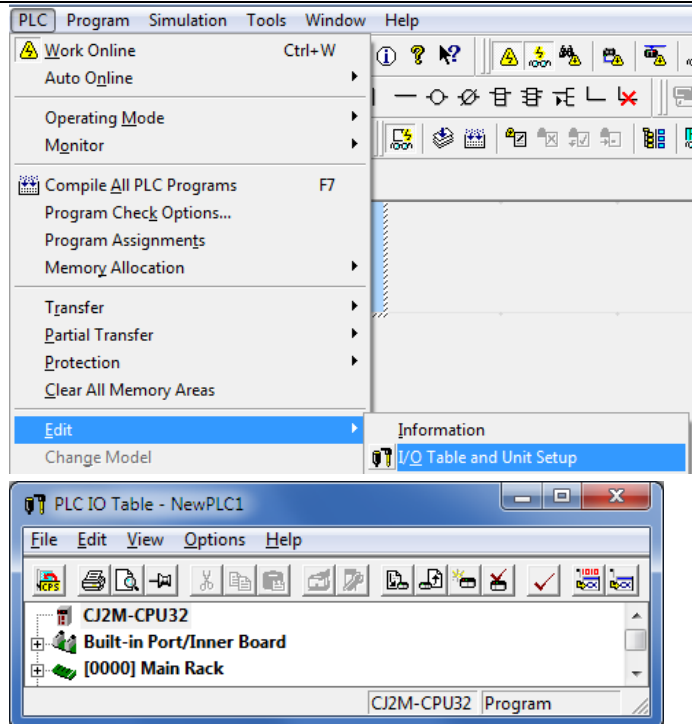 PLC Program Simulation Tools Window Help
Work Online Ctrl+W
Auto Online
Operating Mode
Monitor
Compile All PLC Programs F7
Program Check Options...
Program Assignments
Memory Allocation
Transfer
Partial Transfer
Protection
Clear All Memory Areas
Edit
Information
Change Model
I/O Table and Unit Setup
PLC IO Table - NewPLC1
File Edit View Options Help
CJ2M-CPU32
Built-in Port/Inner Board
[0000] Main Rack
CJ2M-CPU32 Program